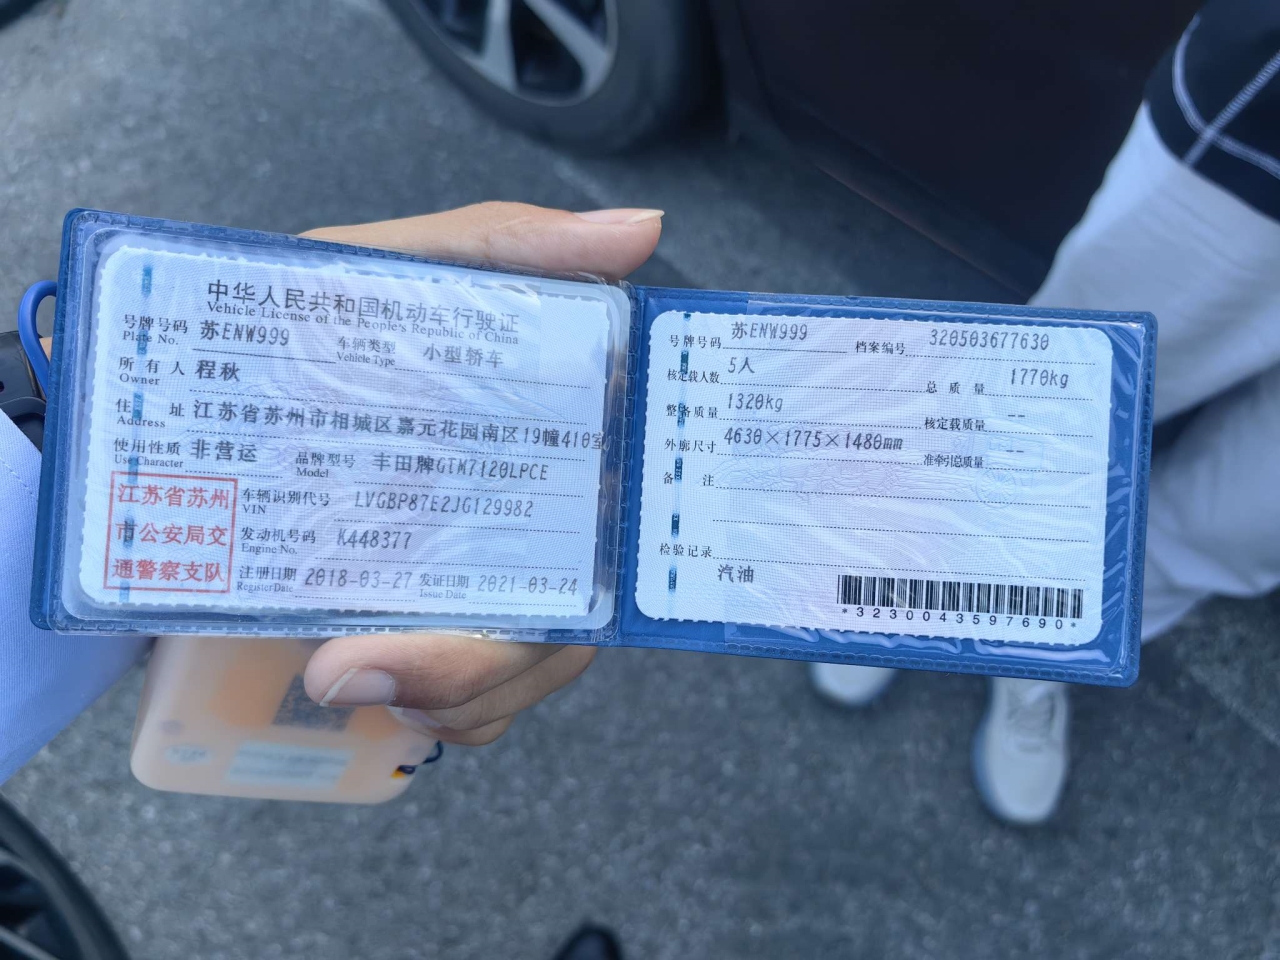 中华人民共和国机动车行驶证
Vehicle License of the People's Republic of China
号牌号码 苏ENW999 车辆类型 小型轿车
Plate No. Vehicle Type
所有人 程秋
Owner
住址 江苏省苏州市相城区嘉元花园南区19幢410室
Address
使用性质 非营运 品牌型号 丰田牌GTM7120LPCE
Use Character Model
车辆识别代号 LVGBP87E2JG129982
VIN
发动机号码 K448377
Engine No.
注册日期 2018-03-27 发证日期 2021-03-24
Register Date Issue Date
江苏省苏州
市公安局交
通警察支队
号牌号码 苏ENW999 档案编号 320503677630
核定载人数 5人 总质量 1770kg
整备质量 1320kg 核定载质量 --
外廓尺寸 4630×1775×1480mm 准牵引总质量 --
备注
检验记录
汽油
*3230043597690*